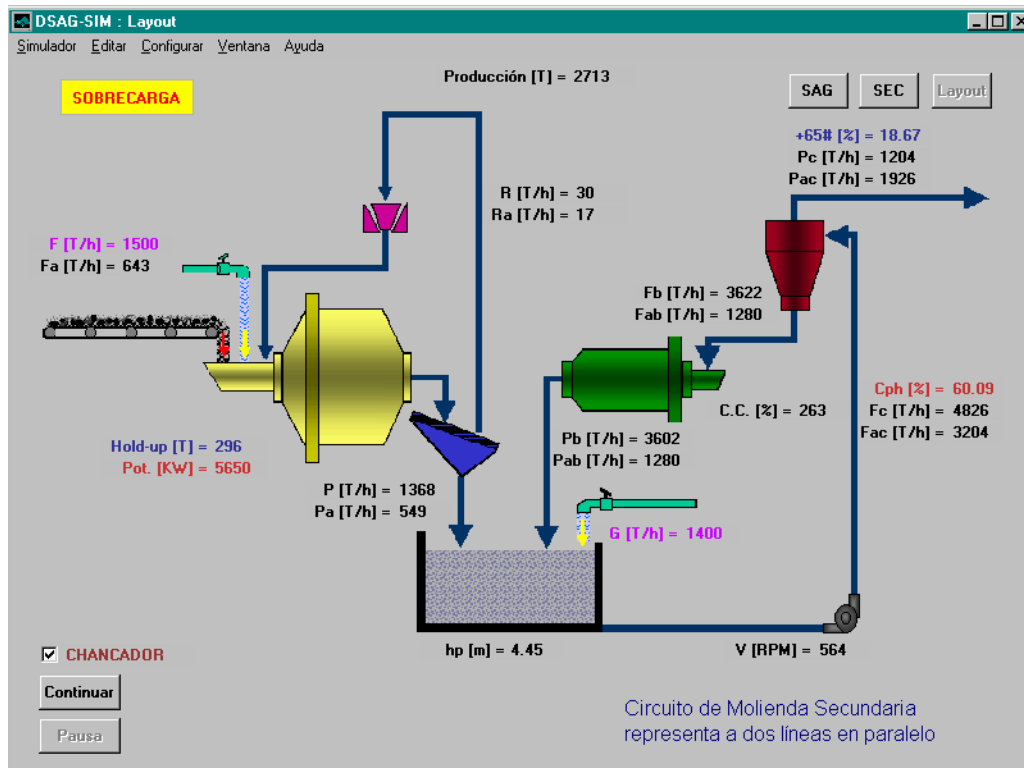 DSAG-SIM : Layout
Simulador Editar Configurar Ventana Ayuda
SOBRECARGA
Producción [T] = 2713
SAG SEC Layout
+65# [%] = 18.67
Pc [T/h] = 1204
Pac [T/h] = 1926
R [T/h] = 30
Ra [T/h] = 17
F [T/h] = 1500
Fa [T/h] = 643
Fb [T/h] = 3622
Fab [T/h] = 1280
Cph [%] = 60.09
Fc [T/h] = 4826
Fac [T/h] = 3204
C.C. [%] = 263
Hold-up [T] = 296
Pot. [KW] = 5650
Pb [T/h] = 3602
Pab [T/h] = 1280
P [T/h] = 1368
Pa [T/h] = 549
G [T/h] = 1400
hp [m] = 4.45
V [RPM] = 564
CHANCADOR
Continuar
Pausa
Circuito de Molienda Secundaria
representa a dos líneas en paralelo